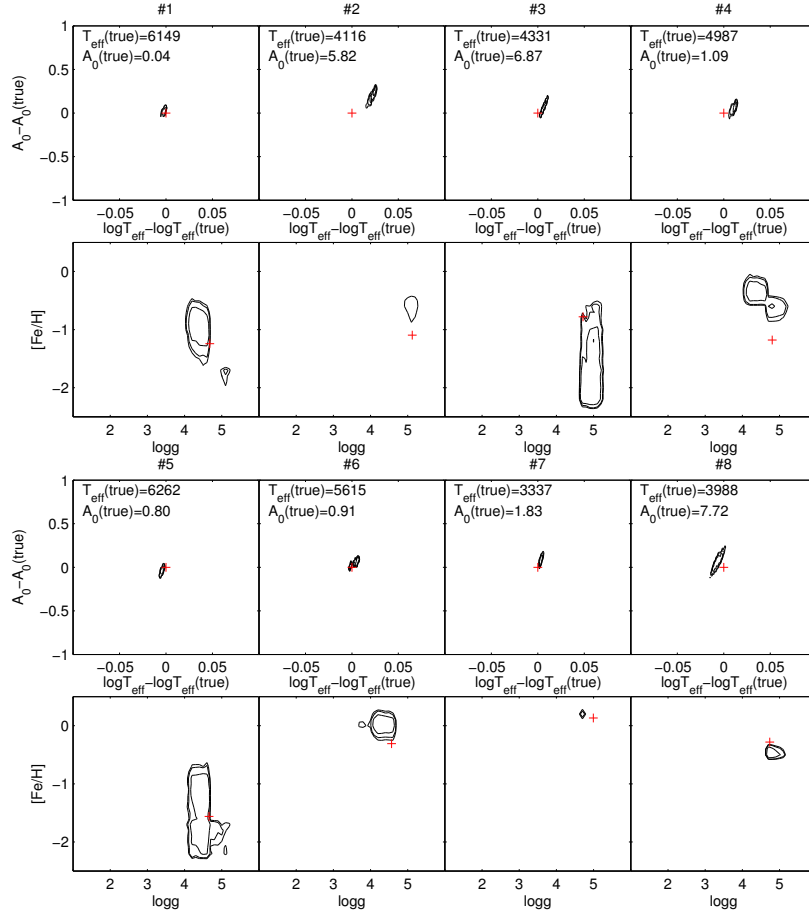 #1 #2 #3 #4
T_eff(true)=6149 T_eff(true)=4116 T_eff(true)=4331 T_eff(true)=4987
A_0(true)=0.04 A_0(true)=5.82 A_0(true)=6.87 A_0(true)=1.09
1
0.5
0
−0.5
−1
A_0−A_0(true)
−0.05 0 0.05 −0.05 0 0.05 −0.05 0 0.05 −0.05 0 0.05
logT_eff−logT_eff(true) logT_eff−logT_eff(true) logT_eff−logT_eff(true) logT_eff−logT_eff(true)
0
−1
−2
[Fe/H]
2 3 4 5 2 3 4 5 2 3 4 5 2 3 4 5
logg logg logg logg
#5 #6 #7 #8
T_eff(true)=6262 T_eff(true)=5615 T_eff(true)=3337 T_eff(true)=3988
A_0(true)=0.80 A_0(true)=0.91 A_0(true)=1.83 A_0(true)=7.72
1
0.5
0
−0.5
−1
A_0−A_0(true)
−0.05 0 0.05 −0.05 0 0.05 −0.05 0 0.05 −0.05 0 0.05
logT_eff−logT_eff(true) logT_eff−logT_eff(true) logT_eff−logT_eff(true) logT_eff−logT_eff(true)
0
−1
−2
[Fe/H]
2 3 4 5 2 3 4 5 2 3 4 5 2 3 4 5
logg logg logg logg